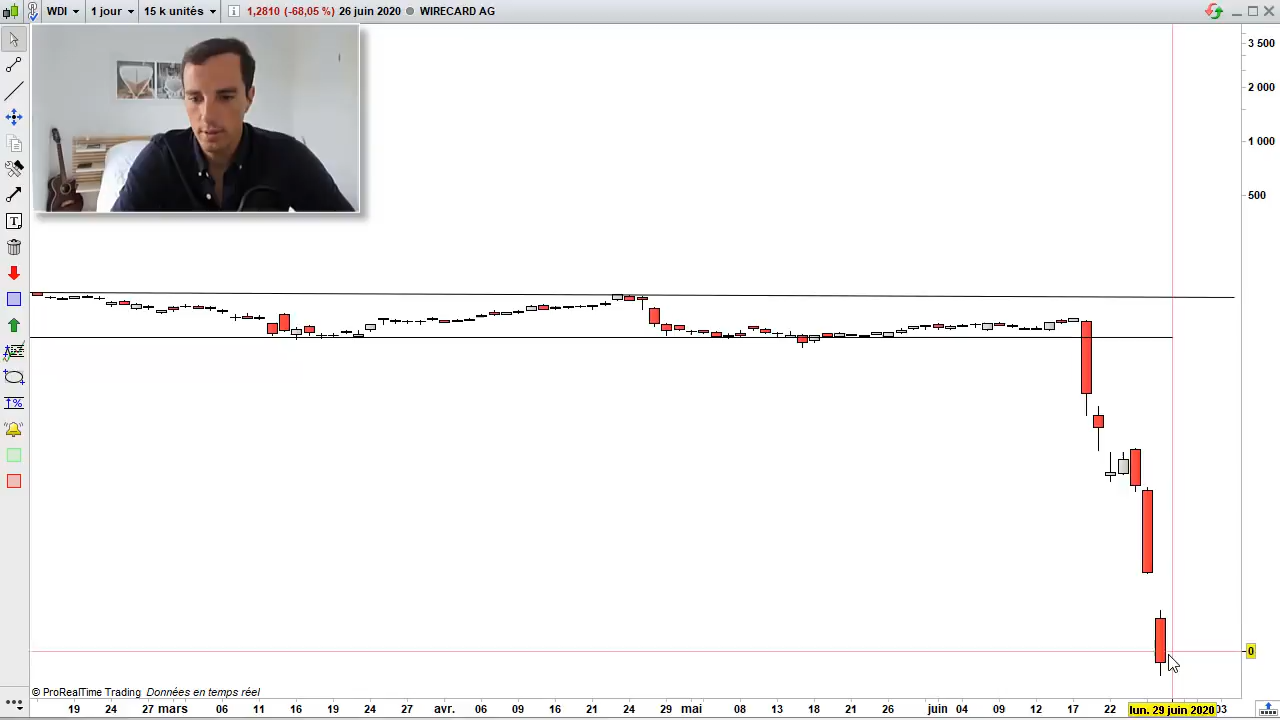 WDI 1 jour 15 k unités i 1,2810 (-68,05 %) 26 juin 2020 WIRECARD AG
3 500
2 000
1 000
500
0
T
1%
© ProRealTime Trading Données en temps réel
19 24 27 mars 06 11 16 19 24 27 avr. 06 09 16 21 24 29 mai 08 13 18 21 26 juin 04 09 12 17 22 lun. 29 juin 2020 03